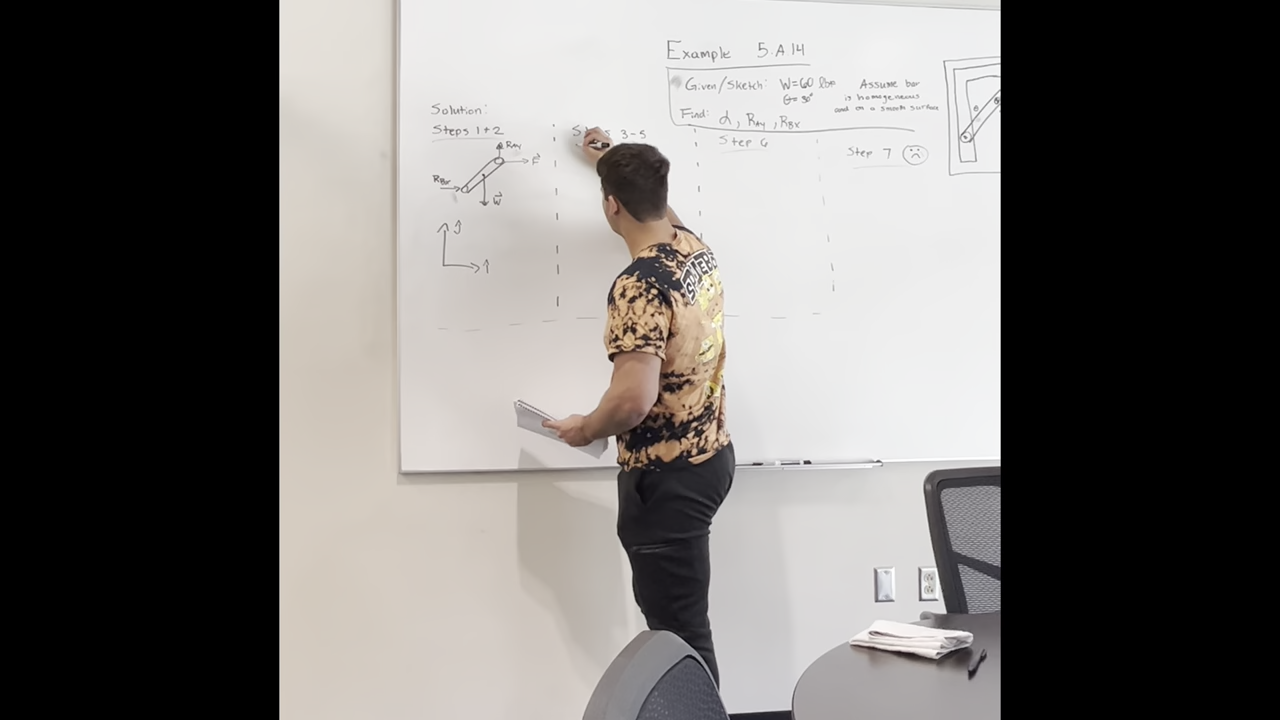 Example 5.A.14
Given/Sketch: W=60 lbf
θ=30°
Assume bar
is homogeneous
and on a smooth surface
Find: α, RAy, RBx
Solution:
Steps 1+2
3-5
Step 6
Step 7
RAy
F
RBx
W
ĵ
î